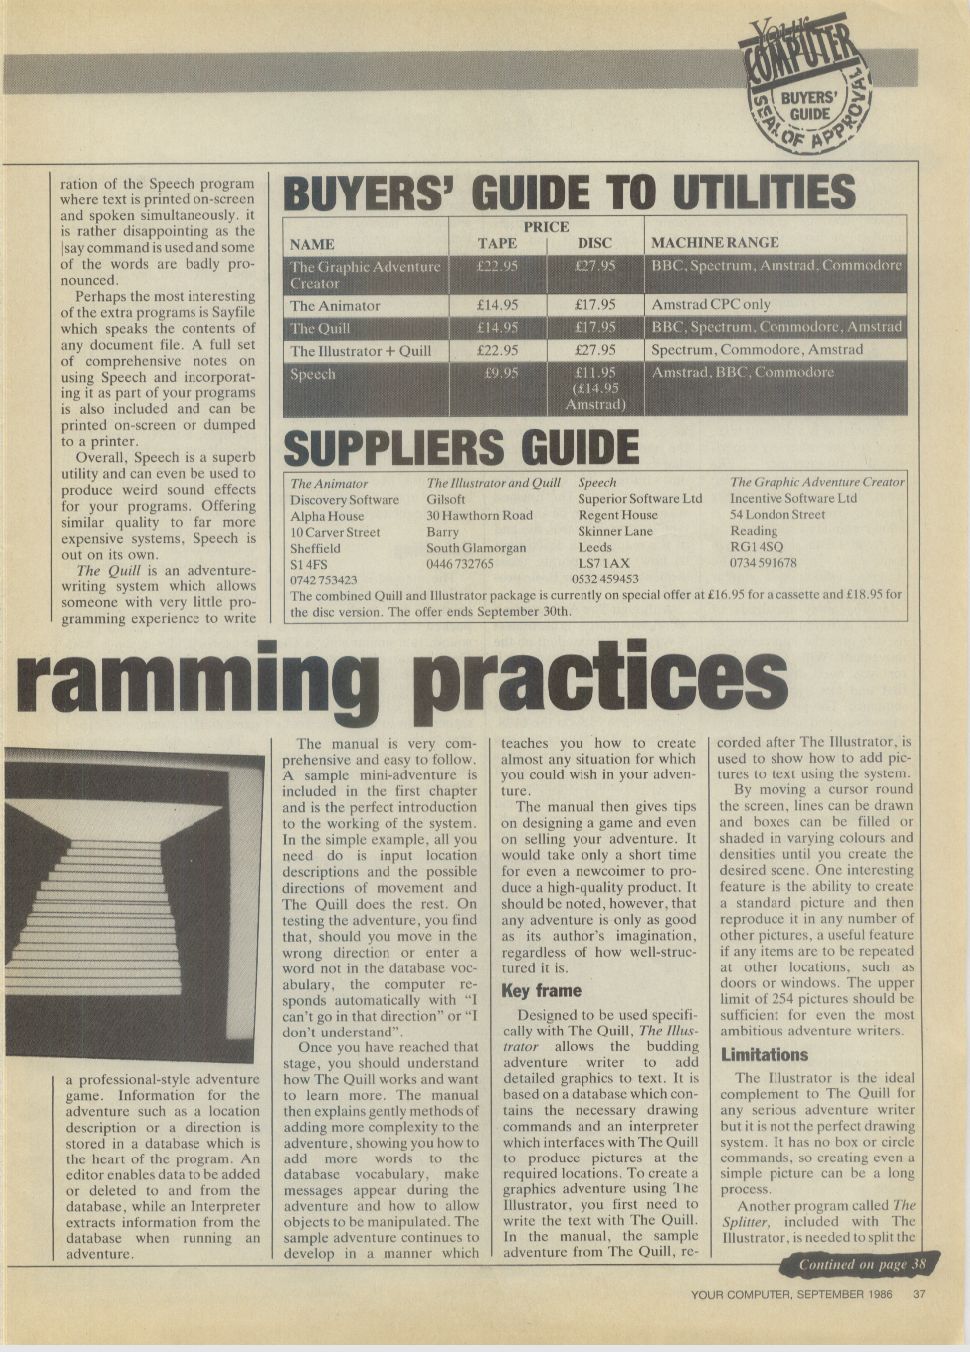 Your
COMPUTER
BUYERS'
GUIDE
SEAL OF APPROVAL
ration of the Speech program
where text is printed on-screen
and spoken simultaneously. it
is rather disappointing as the
|say command is used and some
of the words are badly pro-
nounced.
Perhaps the most interesting
of the extra programs is Sayfile
which speaks the contents of
any document file. A full set
of comprehensive notes on
using Speech and incorporat-
ing it as part of your programs
is also included and can be
printed on-screen or dumped
to a printer.
Overall, Speech is a superb
utility and can even be used to
produce weird sound effects
for your programs. Offering
similar quality to far more
expensive systems, Speech is
out on its own.
The Quill is an adventure-
writing system which allows
someone with very little pro-
gramming experience to write
BUYERS' GUIDE TO UTILITIES
PRICE
NAME TAPE DISC MACHINE RANGE
The Graphic Adventure £22.95 £27.95 BBC, Spectrum, Amstrad. Commodore
Creator
The Animator £14.95 £17.95 Amstrad CPC only
The Quill £14.95 £17.95 BBC, Spectrum, Commodore, Amstrad
The Illustrator + Quill £22.95 £27.95 Spectrum, Commodore, Amstrad
Speech £9.95 £11.95 Amstrad, BBC, Commodore
(£14.95
Amstrad)
SUPPLIERS GUIDE
The Animator
Discovery Software
Alpha House
10 Carver Street
Sheffield
S1 4FS
0742 753423
The Illustrator and Quill
Gilsoft
30 Hawthorn Road
Barry
South Glamorgan
0446 732765
Speech
Superior Software Ltd
Regent House
Skinner Lane
Leeds
LS7 1AX
0532 459453
The Graphic Adventure Creator
Incentive Software Ltd
54 London Street
Reading
RG1 4SQ
0734 591678
The combined Quill and Illustrator package is currently on special offer at £16.95 for a cassette and £18.95 for
the disc version. The offer ends September 30th.
ramming practices
a professional-style adventure
game. Information for the
adventure such as a location
description or a direction is
stored in a database which is
the heart of the program. An
editor enables data to be added
or deleted to and from the
database, while an Interpreter
extracts information from the
database when running an
adventure.
The manual is very com-
prehensive and easy to follow.
A sample mini-adventure is
included in the first chapter
and is the perfect introduction
to the working of the system.
In the simple example, all you
need do is input location
descriptions and the possible
directions of movement and
The Quill does the rest. On
testing the adventure, you find
that, should you move in the
wrong direction or enter a
word not in the database voc-
abulary, the computer re-
sponds automatically with "I
can't go in that direction" or "I
don't understand".
Once you have reached that
stage, you should understand
how The Quill works and want
to learn more. The manual
then explains gently methods of
adding more complexity to the
adventure, showing you how to
add more words to the
database vocabulary, make
messages appear during the
adventure and how to allow
objects to be manipulated. The
sample adventure continues to
develop in a manner which
teaches you how to create
almost any situation for which
you could wish in your adven-
ture.
The manual then gives tips
on designing a game and even
on selling your adventure. It
would take only a short time
for even a newcoimer to pro-
duce a high-quality product. It
should be noted, however, that
any adventure is only as good
as its author's imagination,
regardless of how well-struc-
tured it is.
Key frame
Designed to be used specifi-
cally with The Quill, The Illus-
trator allows the budding
adventure writer to add
detailed graphics to text. It is
based on a database which con-
tains the necessary drawing
commands and an interpreter
which interfaces with The Quill
to produce pictures at the
required locations. To create a
graphics adventure using The
Illustrator, you first need to
write the text with The Quill.
In the manual, the sample
adventure from The Quill, re-
corded after The Illustrator, is
used to show how to add pic-
tures to text using the system.
By moving a cursor round
the screen, lines can be drawn
and boxes can be filled or
shaded in varying colours and
densities until you create the
desired scene. One interesting
feature is the ability to create
a standard picture and then
reproduce it in any number of
other pictures, a useful feature
if any items are to be repeated
at other locations, such as
doors or windows. The upper
limit of 254 pictures should be
sufficient for even the most
ambitious adventure writers.
Limitations
The Illustrator is the ideal
complement to The Quill for
any serious adventure writer
but it is not the perfect drawing
system. It has no box or circle
commands, so creating even a
simple picture can be a long
process.
Another program called The
Splitter, included with The
Illustrator, is needed to split the
Contined on page 38
YOUR COMPUTER, SEPTEMBER 1986 37